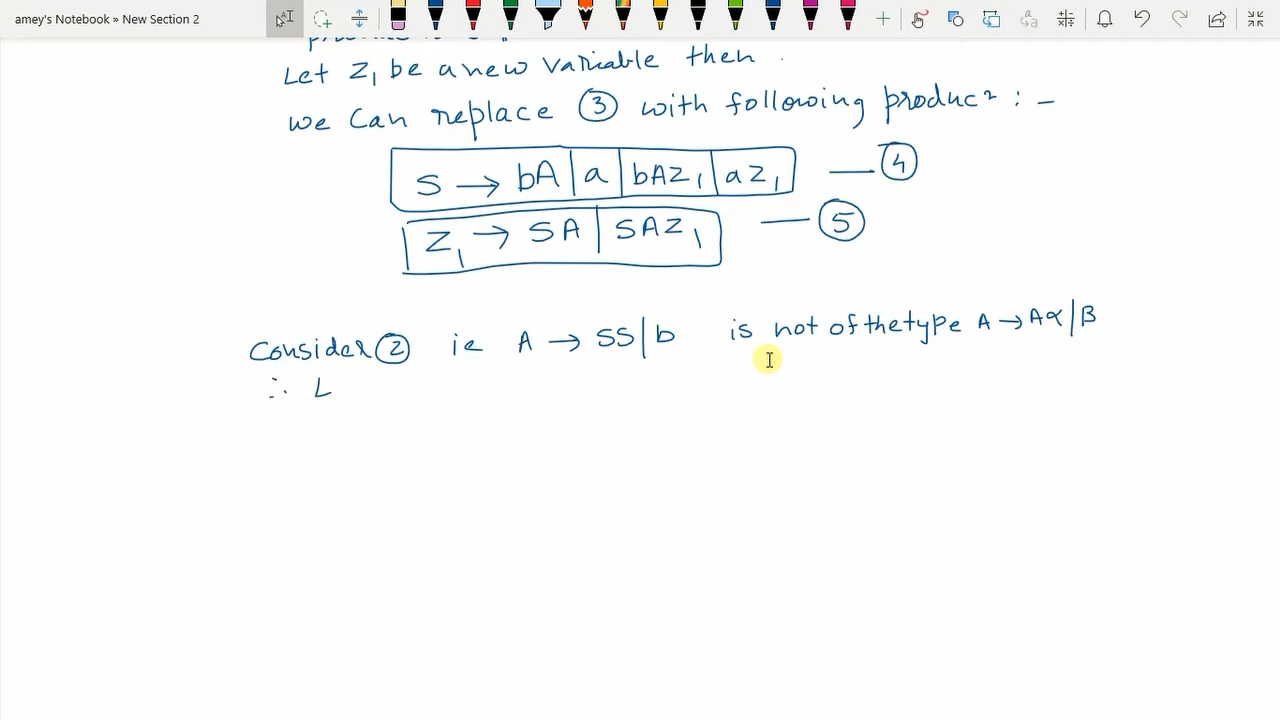 amey's Notebook » New Section 2
Let Z₁ be a new variable then
we can replace ③ with following producⁿ : -
S → bA | a | bAZ₁ | aZ₁ — ④
Z₁ → SA | SAZ₁ — ⑤
Consider ② ie A → SS | b is not of the type A → Aα | β
∴ L